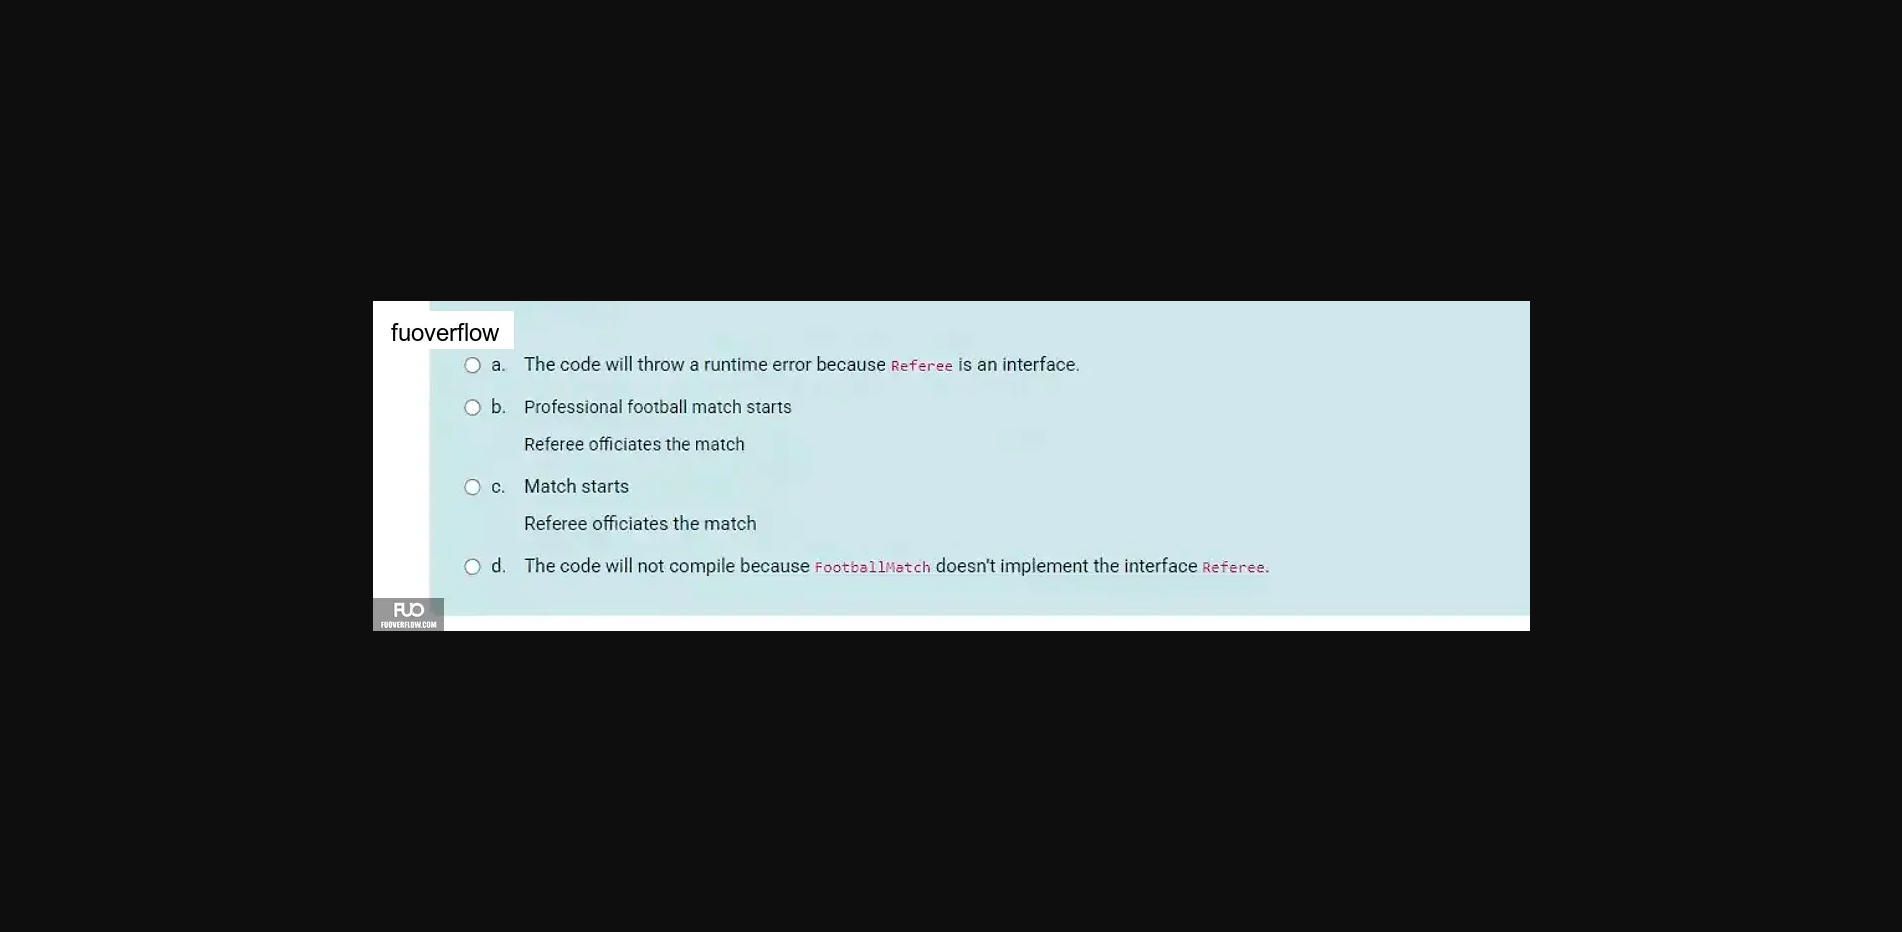 fuoverflow
a. The code will throw a runtime error because Referee is an interface.
b. Professional football match starts
Referee officiates the match
c. Match starts
Referee officiates the match
d. The code will not compile because FootballMatch doesn't implement the interface Referee.
FUO
FUOVERFLOW.COM